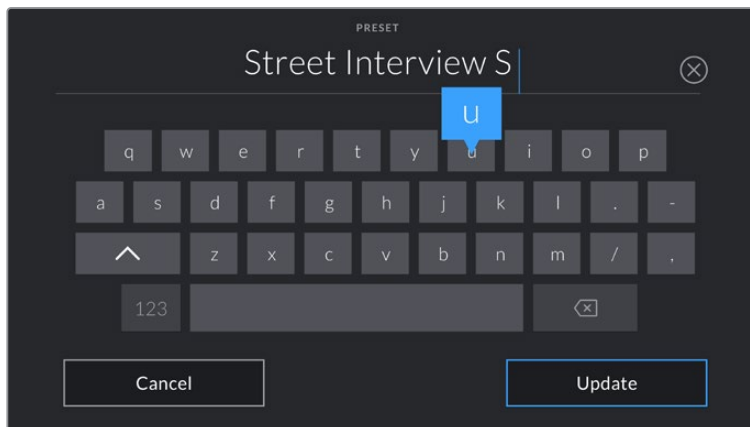 PRESET
Street Interview S
u
q w e r t y u i o p
a s d f g h j k l . -
z x c v b n m / ,
123
Cancel Update